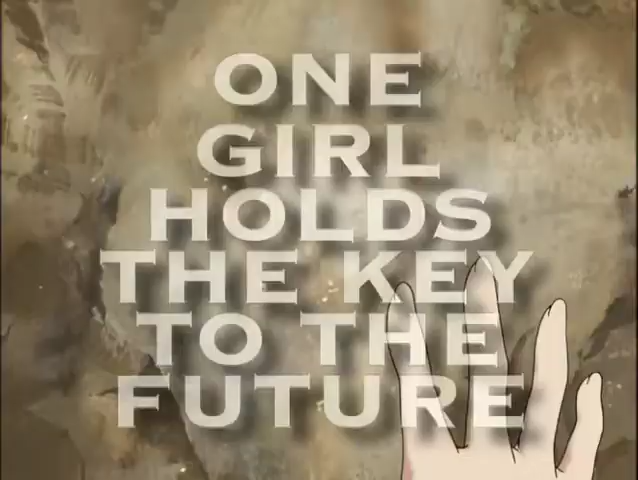 ONE
GIRL
HOLDS
THE KEY
TO THE
FUTURE